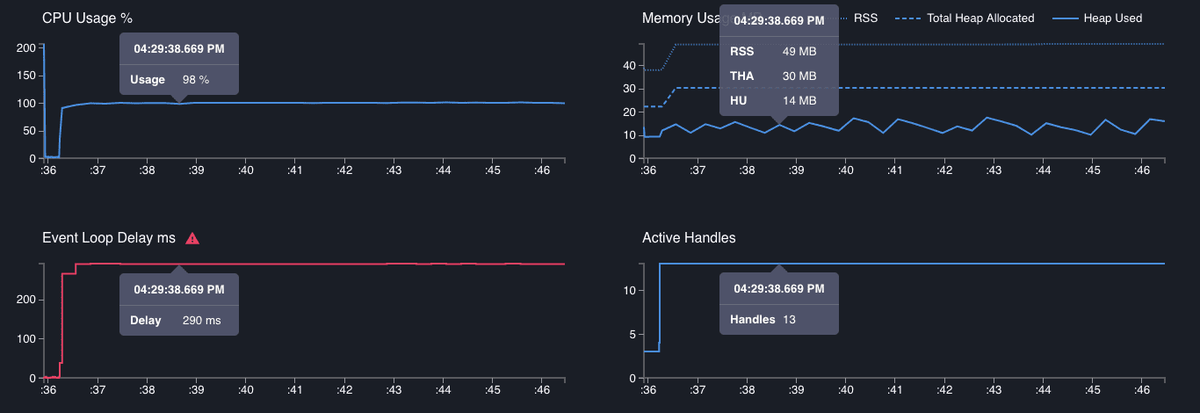 CPU Usage %
200
150
100
50
0
:36 :37 :38 :39 :40 :41 :42 :43 :44 :45 :46
04:29:38.669 PM
Usage 98 %
Memory Usage MB
RSS Total Heap Allocated Heap Used
40
30
20
10
0
:36 :37 :38 :39 :40 :41 :42 :43 :44 :45 :46
04:29:38.669 PM
RSS 49 MB
THA 30 MB
HU 14 MB
Event Loop Delay ms
200
100
0
:36 :37 :38 :39 :40 :41 :42 :43 :44 :45 :46
04:29:38.669 PM
Delay 290 ms
Active Handles
10
5
0
:36 :37 :38 :39 :40 :41 :42 :43 :44 :45 :46
04:29:38.669 PM
Handles 13